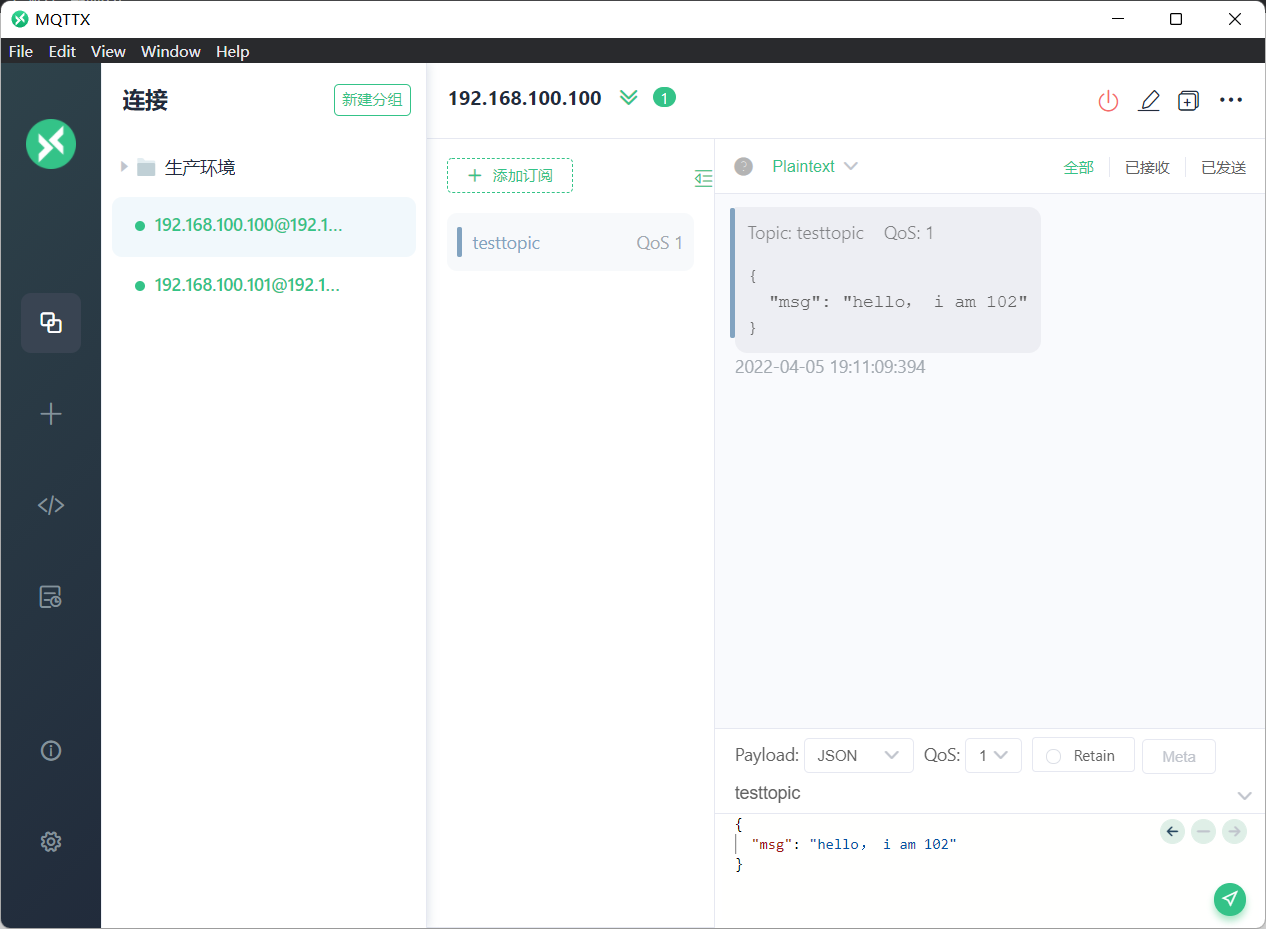 MQTTX
File Edit View Window Help
连接
新建分组
生产环境
192.168.100.100@192.1...
192.168.100.101@192.1...
192.168.100.100
1
添加订阅
testtopic QoS 1
Plaintext
全部 已接收 已发送
Topic: testtopic QoS: 1
{
"msg": "hello， i am 102"
}
2022-04-05 19:11:09:394
Payload: JSON QoS: 1 Retain Meta
testtopic
{
"msg": "hello， i am 102"
}